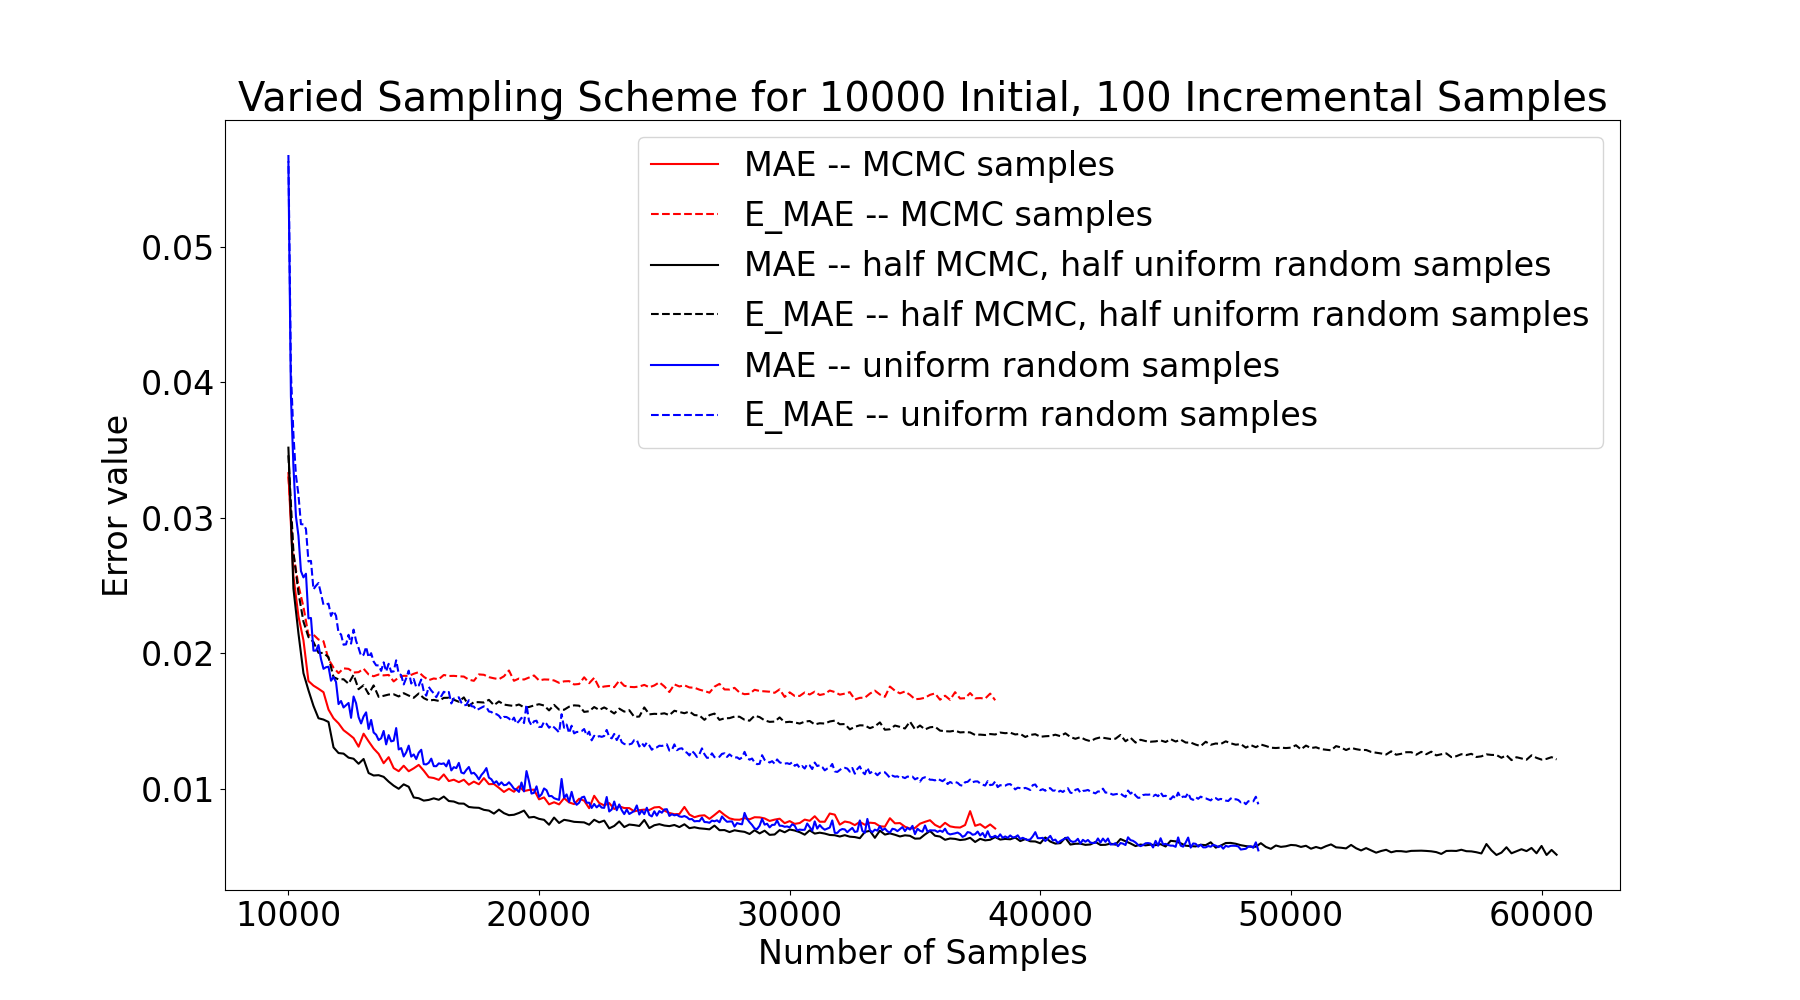 Varied Sampling Scheme for 10000 Initial, 100 Incremental Samples
MAE -- MCMC samples
E_MAE -- MCMC samples
MAE -- half MCMC, half uniform random samples
E_MAE -- half MCMC, half uniform random samples
MAE -- uniform random samples
E_MAE -- uniform random samples
Error value
0.05
0.04
0.03
0.02
0.01
10000 20000 30000 40000 50000 60000
Number of Samples